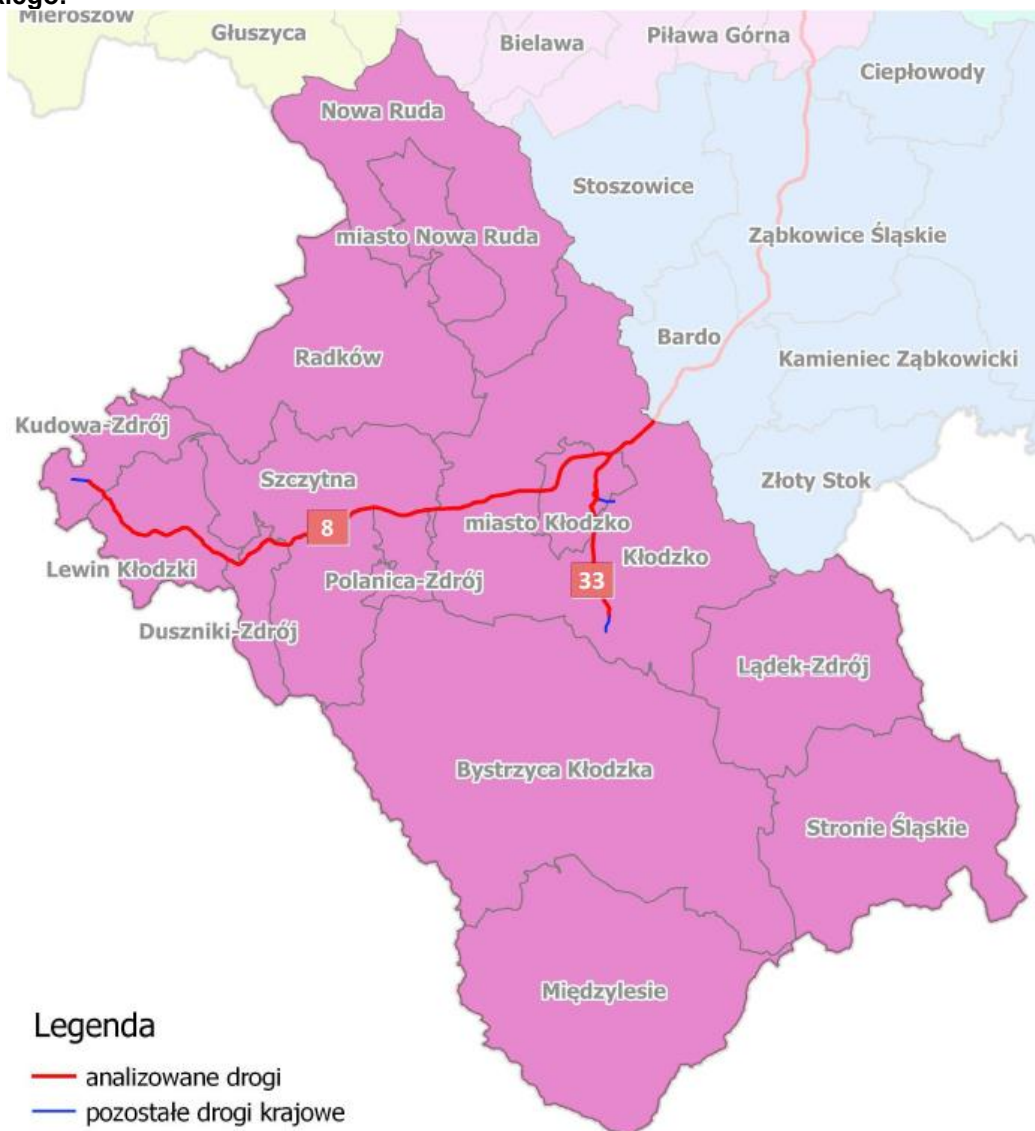 kiego.
Mieroszów
Głuszyca
Bielawa
Piława Górna
Ciepłowody
Nowa Ruda
Stoszowice
miasto Nowa Ruda
Ząbkowice Śląskie
Bardo
Radków
Kamieniec Ząbkowicki
Kudowa-Zdrój
Szczytna
Złoty Stok
8
miasto Kłodzko
Kłodzko
Lewin Kłodzki
Polanica-Zdrój
33
Duszniki-Zdrój
Lądek-Zdrój
Bystrzyca Kłodzka
Stronie Śląskie
Międzylesie
Legenda
analizowane drogi
pozostałe drogi krajowe